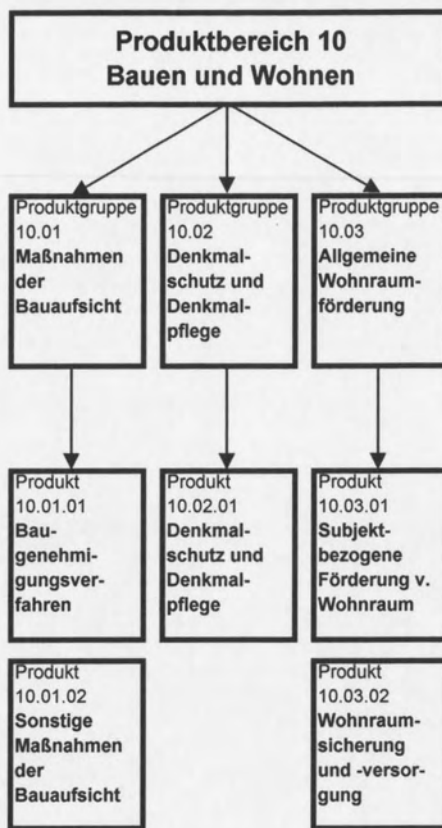 Produktbereich 10
Bauen und Wohnen
Produktgruppe
10.01
Maßnahmen
der
Bauaufsicht
Produktgruppe
10.02
Denkmal-
schutz und
Denkmal-
pflege
Produktgruppe
10.03
Allgemeine
Wohnraum-
förderung
Produkt
10.01.01
Bau-
genehmi-
gungsver-
fahren
Produkt
10.02.01
Denkmal-
schutz und
Denkmal-
pflege
Produkt
10.03.01
Subjekt-
bezogene
Förderung v.
Wohnraum
Produkt
10.01.02
Sonstige
Maßnahmen
der
Bauaufsicht
Produkt
10.03.02
Wohnraum-
sicherung
und -versor-
gung